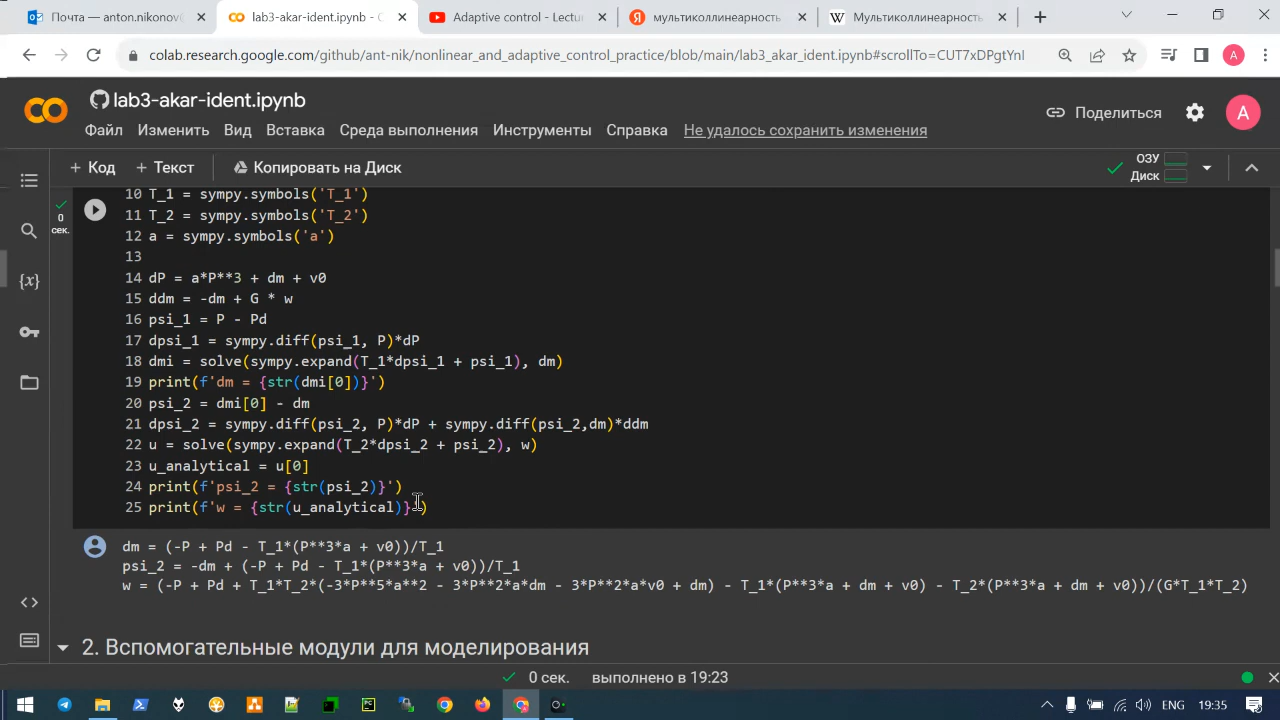 Почта — anton.nikonov@
lab3-akar-ident.ipynb - C
Adaptive control - Lectu
мультиколлинеарность
Мультиколлинеарность
colab.research.google.com/github/ant-nik/nonlinear_and_adaptive_control_practice/blob/main/lab3_akar_ident.ipynb#scrollTo=CUT7xDPgtYnI
A
lab3-akar-ident.ipynb
Поделиться
A
Файл Изменить Вид Вставка Среда выполнения Инструменты Справка Не удалось сохранить изменения
+ Код + Текст Копировать на Диск
ОЗУ
Диск
0
сек.
10 T_1 = sympy.symbols('T_1')
11 T_2 = sympy.symbols('T_2')
12 a = sympy.symbols('a')
13
14 dP = a*P**3 + dm + v0
15 ddm = -dm + G * w
16 psi_1 = P - Pd
17 dpsi_1 = sympy.diff(psi_1, P)*dP
18 dmi = solve(sympy.expand(T_1*dpsi_1 + psi_1), dm)
19 print(f'dm = {str(dmi[0])}')
20 psi_2 = dmi[0] - dm
21 dpsi_2 = sympy.diff(psi_2, P)*dP + sympy.diff(psi_2,dm)*ddm
22 u = solve(sympy.expand(T_2*dpsi_2 + psi_2), w)
23 u_analytical = u[0]
24 print(f'psi_2 = {str(psi_2)}')
25 print(f'w = {str(u_analytical)}')
dm = (-P + Pd - T_1*(P**3*a + v0))/T_1
psi_2 = -dm + (-P + Pd - T_1*(P**3*a + v0))/T_1
w = (-P + Pd + T_1*T_2*(-3*P**5*a**2 - 3*P**2*a*dm - 3*P**2*a*v0 + dm) - T_1*(P**3*a + dm + v0) - T_2*(P**3*a + dm + v0))/(G*T_1*T_2)
2. Вспомогательные модули для моделирования
0 сек. выполнено в 19:23
ENG 19:35